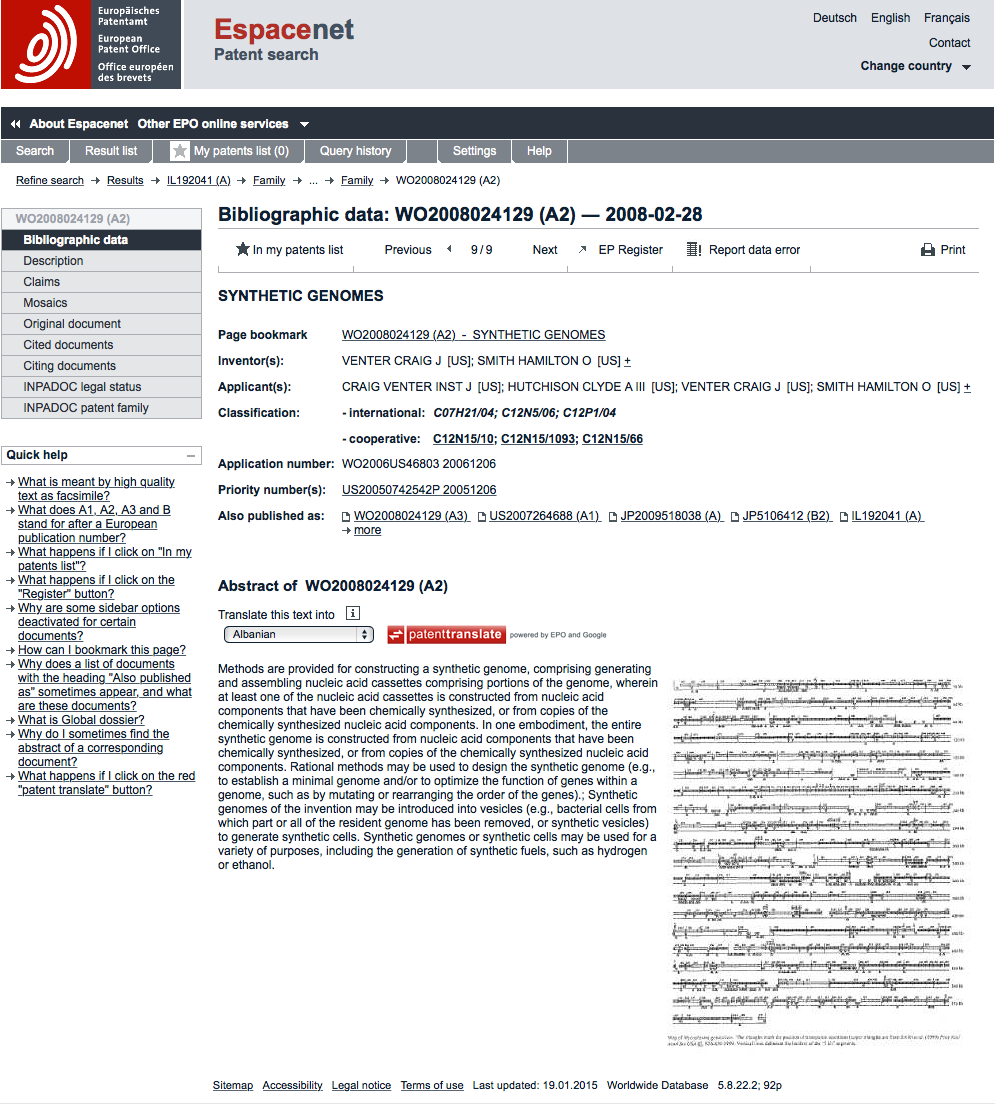 Europäisches
Patentamt
European
Patent Office
Office européen
des brevets
Espacenet
Patent search
Deutsch English Français
Contact
Change country
About Espacenet Other EPO online services
Search Result list My patents list (0) Query history Settings Help
Refine search → Results → IL192041 (A) → Family → ... → Family → WO2008024129 (A2)
WO2008024129 (A2)
Bibliographic data
Description
Claims
Mosaics
Original document
Cited documents
Citing documents
INPADOC legal status
INPADOC patent family
Quick help
→ What is meant by high quality
text as facsimile?
→ What does A1, A2, A3 and B
stand for after a European
publication number?
→ What happens if I click on "In my
patents list"?
→ What happens if I click on the
"Register" button?
→ Why are some sidebar options
deactivated for certain
documents?
→ How can I bookmark this page?
→ Why does a list of documents
with the heading "Also published
as" sometimes appear, and what
are these documents?
→ What is Global dossier?
→ Why do I sometimes find the
abstract of a corresponding
document?
→ What happens if I click on the red
"patent translate" button?
Bibliographic data: WO2008024129 (A2) — 2008-02-28
In my patents list Previous 9 / 9 Next EP Register Report data error Print
SYNTHETIC GENOMES
Page bookmark WO2008024129 (A2) - SYNTHETIC GENOMES
Inventor(s): VENTER CRAIG J [US]; SMITH HAMILTON O [US] +
Applicant(s): CRAIG VENTER INST J [US]; HUTCHISON CLYDE A III [US]; VENTER CRAIG J [US]; SMITH HAMILTON O [US] +
Classification: - international: C07H21/04; C12N5/06; C12P1/04
- cooperative: C12N15/10; C12N15/1093; C12N15/66
Application number: WO2006US46803 20061206
Priority number(s): US20050742542P 20051206
Also published as: WO2008024129 (A3) US2007264688 (A1) JP2009518038 (A) JP5106412 (B2) IL192041 (A)
→ more
Abstract of WO2008024129 (A2)
Translate this text into i
Albanian patenttranslate powered by EPO and Google
Methods are provided for constructing a synthetic genome, comprising generating
and assembling nucleic acid cassettes comprising portions of the genome, wherein
at least one of the nucleic acid cassettes is constructed from nucleic acid
components that have been chemically synthesized, or from copies of the
chemically synthesized nucleic acid components. In one embodiment, the entire
synthetic genome is constructed from nucleic acid components that have been
chemically synthesized, or from copies of the chemically synthesized nucleic acid
components. Rational methods may be used to design the synthetic genome (e.g.,
to establish a minimal genome and/or to optimize the function of genes within a
genome, such as by mutating or rearranging the order of the genes).; Synthetic
genomes of the invention may be introduced into vesicles (e.g., bacterial cells from
which part or all of the resident genome has been removed, or synthetic vesicles)
to generate synthetic cells. Synthetic genomes or synthetic cells may be used for a
variety of purposes, including the generation of synthetic fuels, such as hydrogen
or ethanol.
Sitemap Accessibility Legal notice Terms of use Last updated: 19.01.2015 Worldwide Database 5.8.22.2; 92p